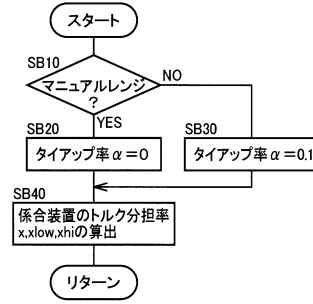 スタート
SB10
マニュアルレンジ
?
NO
YES
SB20
タイアップ率α=0
SB30
タイアップ率α=0.1
SB40
係合装置のトルク分担率
x,xlow,xhiの算出
リターン